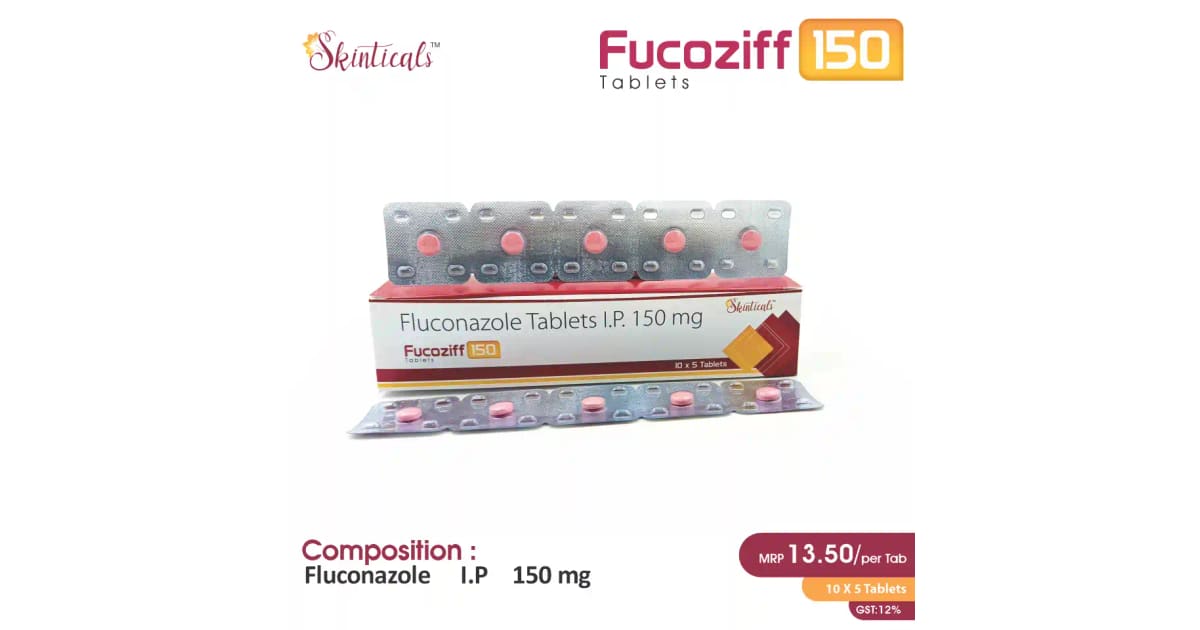 Skinticals™
Fucoziff 150
Tablets
Fluconazole Tablets I.P. 150 mg
Skinticals™
Fucoziff 150
Tablets
10 x 5 Tablets
Composition :
Fluconazole I.P 150 mg
MRP 13.50/per Tab
10 X 5 Tablets
GST:12%